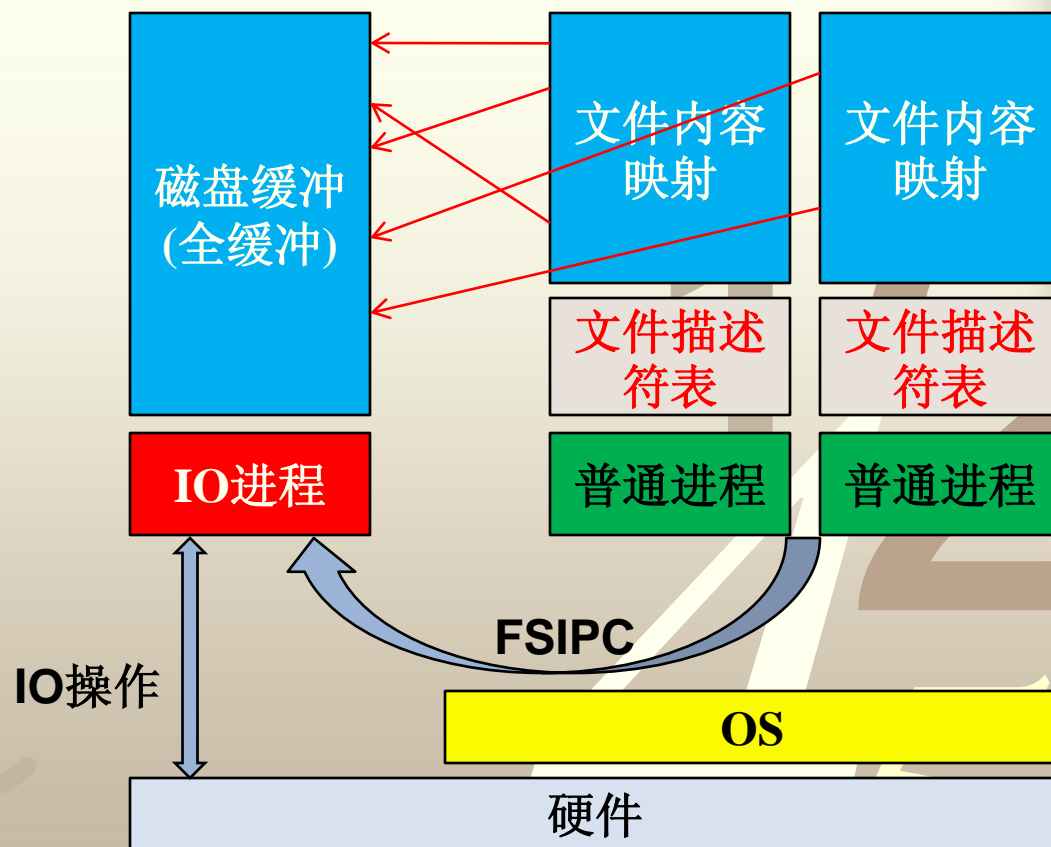 磁盘缓冲
(全缓冲)
文件内容
映射
文件内容
映射
文件描述
符表
文件描述
符表
IO进程
普通进程
普通进程
FSIPC
IO操作
OS
硬件